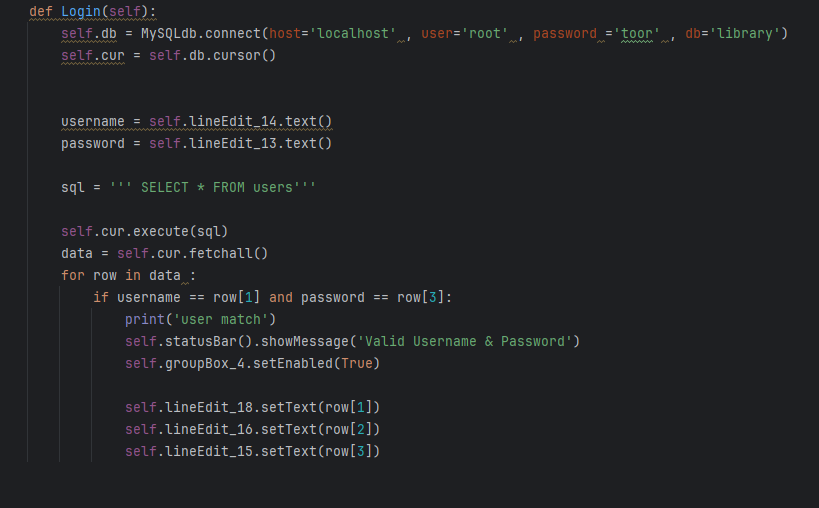 def Login(self):
self.db = MySQLdb.connect(host='localhost' , user='root' , password ='toor' , db='library')
self.cur = self.db.cursor()
username = self.lineEdit_14.text()
password = self.lineEdit_13.text()
sql = ''' SELECT * FROM users'''
self.cur.execute(sql)
data = self.cur.fetchall()
for row in data :
if username == row[1] and password == row[3]:
print('user match')
self.statusBar().showMessage('Valid Username & Password')
self.groupBox_4.setEnabled(True)
self.lineEdit_18.setText(row[1])
self.lineEdit_16.setText(row[2])
self.lineEdit_15.setText(row[3])